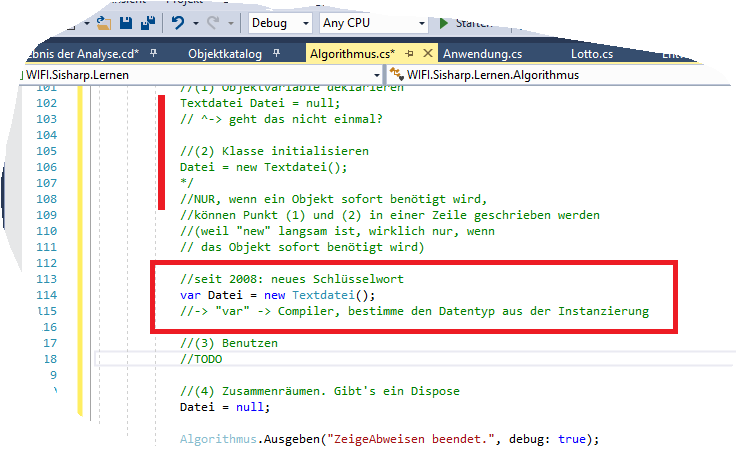 Debug Any CPU Starten
ebnis der Analyse.cd* Objektkatalog Algorithmus.cs* Anwendung.cs Lotto.cs
WIFI.Sisharp.Lernen WIFI.Sisharp.Lernen.Algorithmus
101 //(1) Objektvariable deklarieren
102 Textdatei Datei = null;
103 // ^-> geht das nicht einmal?
104
105 //(2) Klasse initialisieren
106 Datei = new Textdatei();
107 */
108 //NUR, wenn ein Objekt sofort benötigt wird,
109 //können Punkt (1) und (2) in einer Zeile geschrieben werden
110 //(weil "new" langsam ist, wirklich nur, wenn
111 // das Objekt sofort benötigt wird)
112
113 //seit 2008: neues Schlüsselwort
114 var Datei = new Textdatei();
115 //-> "var" -> Compiler, bestimme den Datentyp aus der Instanzierung
16
17 //(3) Benutzen
18 //TODO
9
//(4) Zusammenräumen. Gibt's ein Dispose
Datei = null;
Algorithmus.Ausgeben("ZeigeAbweisen beendet.", debug: true);